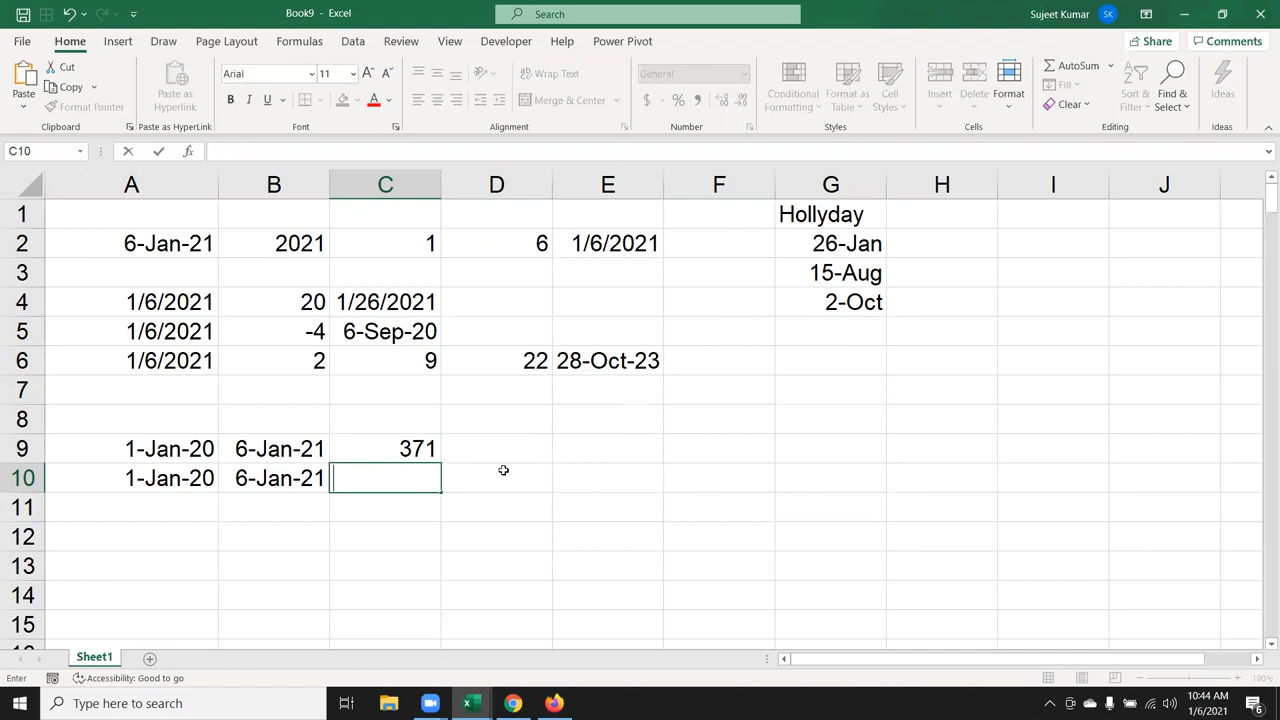 Book9 - Excel
Search
Sujeet Kumar
SK
File Home Insert Draw Page Layout Formulas Data Review View Developer Help Power Pivot
Share
Comments
Paste
Cut
Copy
Format Painter
Clipboard
Paste as
Hyperlink
Paste as HyperLink
Arial
11
B I U
Font
Wrap Text
Merge & Center
Alignment
General
$ % ,
Number
Conditional
Formatting
Format as
Table
Cell
Styles
Styles
Insert
Delete
Format
Cells
AutoSum
Fill
Clear
Sort &
Filter
Find &
Select
Editing
Ideas
Ideas
C10
fx
A B C D E F G H I J
1 Hollyday
2 6-Jan-21 2021 1 6 1/6/2021 26-Jan
3 15-Aug
4 1/6/2021 20 1/26/2021 2-Oct
5 1/6/2021 -4 6-Sep-20
6 1/6/2021 2 9 22 28-Oct-23
7
8
9 1-Jan-20 6-Jan-21 371
10 1-Jan-20 6-Jan-21
11
12
13
14
15
Sheet1
Enter
Accessibility: Good to go
190%
Type here to search
10:44 AM
1/6/2021
6